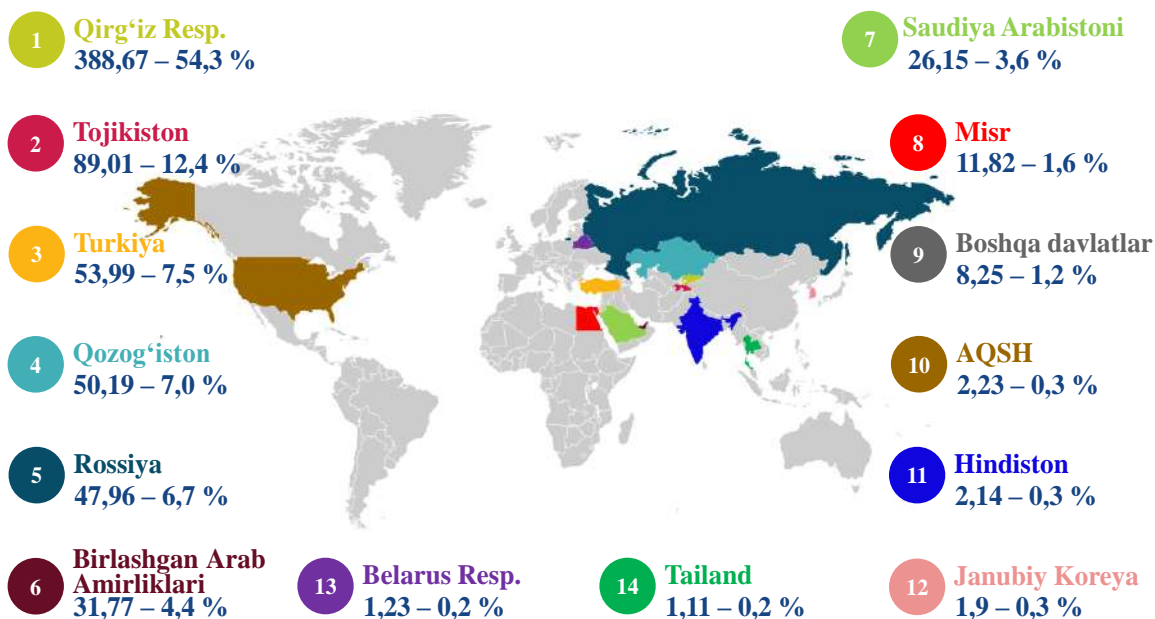 1
Qirg‘iz Resp.
388,67 – 54,3 %
2
Tojikiston
89,01 – 12,4 %
3
Turkiya
53,99 – 7,5 %
4
Qozog‘iston
50,19 – 7,0 %
5
Rossiya
47,96 – 6,7 %
6
Birlashgan Arab
Amirliklari
31,77 – 4,4 %
7
Saudiya Arabistoni
26,15 – 3,6 %
8
Misr
11,82 – 1,6 %
9
Boshqa davlatlar
8,25 – 1,2 %
10
AQSH
2,23 – 0,3 %
11
Hindiston
2,14 – 0,3 %
12
Janubiy Koreya
1,9 – 0,3 %
13
Belarus Resp.
1,23 – 0,2 %
14
Tailand
1,11 – 0,2 %